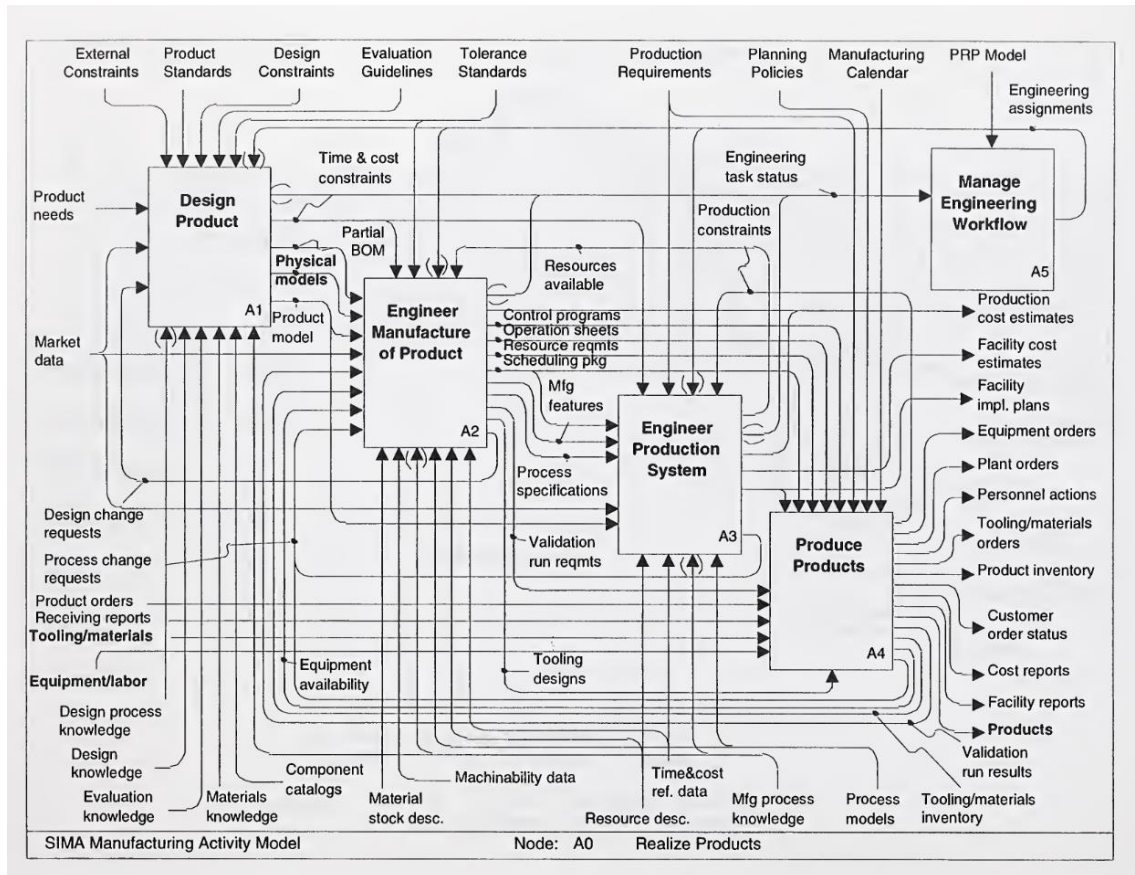 External
Constraints
Product
Standards
Design
Constraints
Evaluation
Guidelines
Tolerance
Standards
Production
Requirements
Planning
Policies
Manufacturing
Calendar
PRP Model
Engineering
assignments
Product
needs
Design
Product
A1
Time & cost
constraints
Engineering
task status
Manage
Engineering
Workflow
A5
Production
constraints
Partial
BOM
Physical
models
Product
model
Resources
available
Market
data
Engineer
Manufacture
of Product
A2
Control programs
Operation sheets
Resource reqmts
Scheduling pkg
Mfg
features
Production
cost estimates
Facility cost
estimates
Facility
impl. plans
Engineer
Production
System
A3
Equipment orders
Plant orders
Personnel actions
Tooling/materials
orders
Process
specifications
Design change
requests
Process change
requests
Validation
run reqmts
Produce
Products
A4
Product inventory
Customer
order status
Cost reports
Facility reports
Products
Validation
run results
Tooling/materials
inventory
Product orders
Receiving reports
Tooling/materials
Equipment/labor
Equipment
availability
Tooling
designs
Design process
knowledge
Design
knowledge
Evaluation
knowledge
Materials
knowledge
Component
catalogs
Material
stock desc.
Machinability data
Resource desc.
Time&cost
ref. data
Mfg process
knowledge
Process
models
SIMA Manufacturing Activity Model
Node: A0 Realize Products